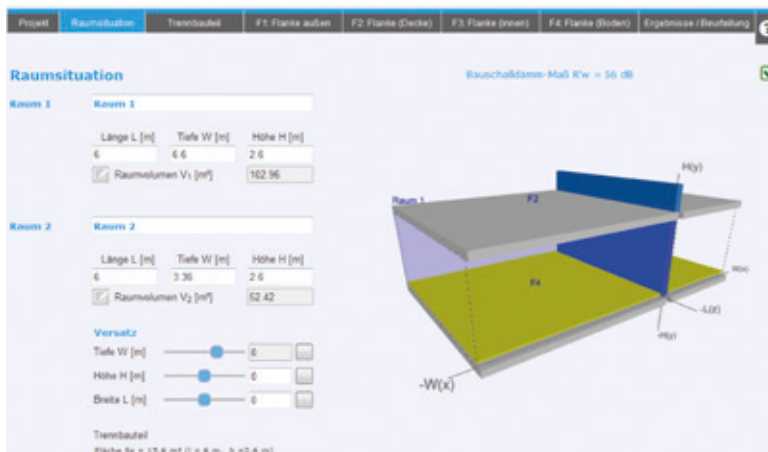 Projekt Raumsituation Trennbauteil F1: Flanke außen F2: Flanke (Decke) F3: Flanke (innen) F4: Flanke (Boden) Ergebnisse / Beurteilung
Raumsituation
Bauschalldämm-Maß R'w = 56 dB
Raum 1 Raum 1
Länge L [m] Tiefe W [m] Höhe H [m]
6 6.6 2.6
Raumvolumen V₁ [m³] 102.96
Raum 2 Raum 2
Länge L [m] Tiefe W [m] Höhe H [m]
6 3.36 2.6
Raumvolumen V₂ [m³] 52.42
Versatz
Tiefe W [m] 0
Höhe H [m] 0
Breite L [m] 0
Trennbauteil
H(y)
Raum 1
F2
F4
W(x)
-L(z)
-H(y)
-W(x)